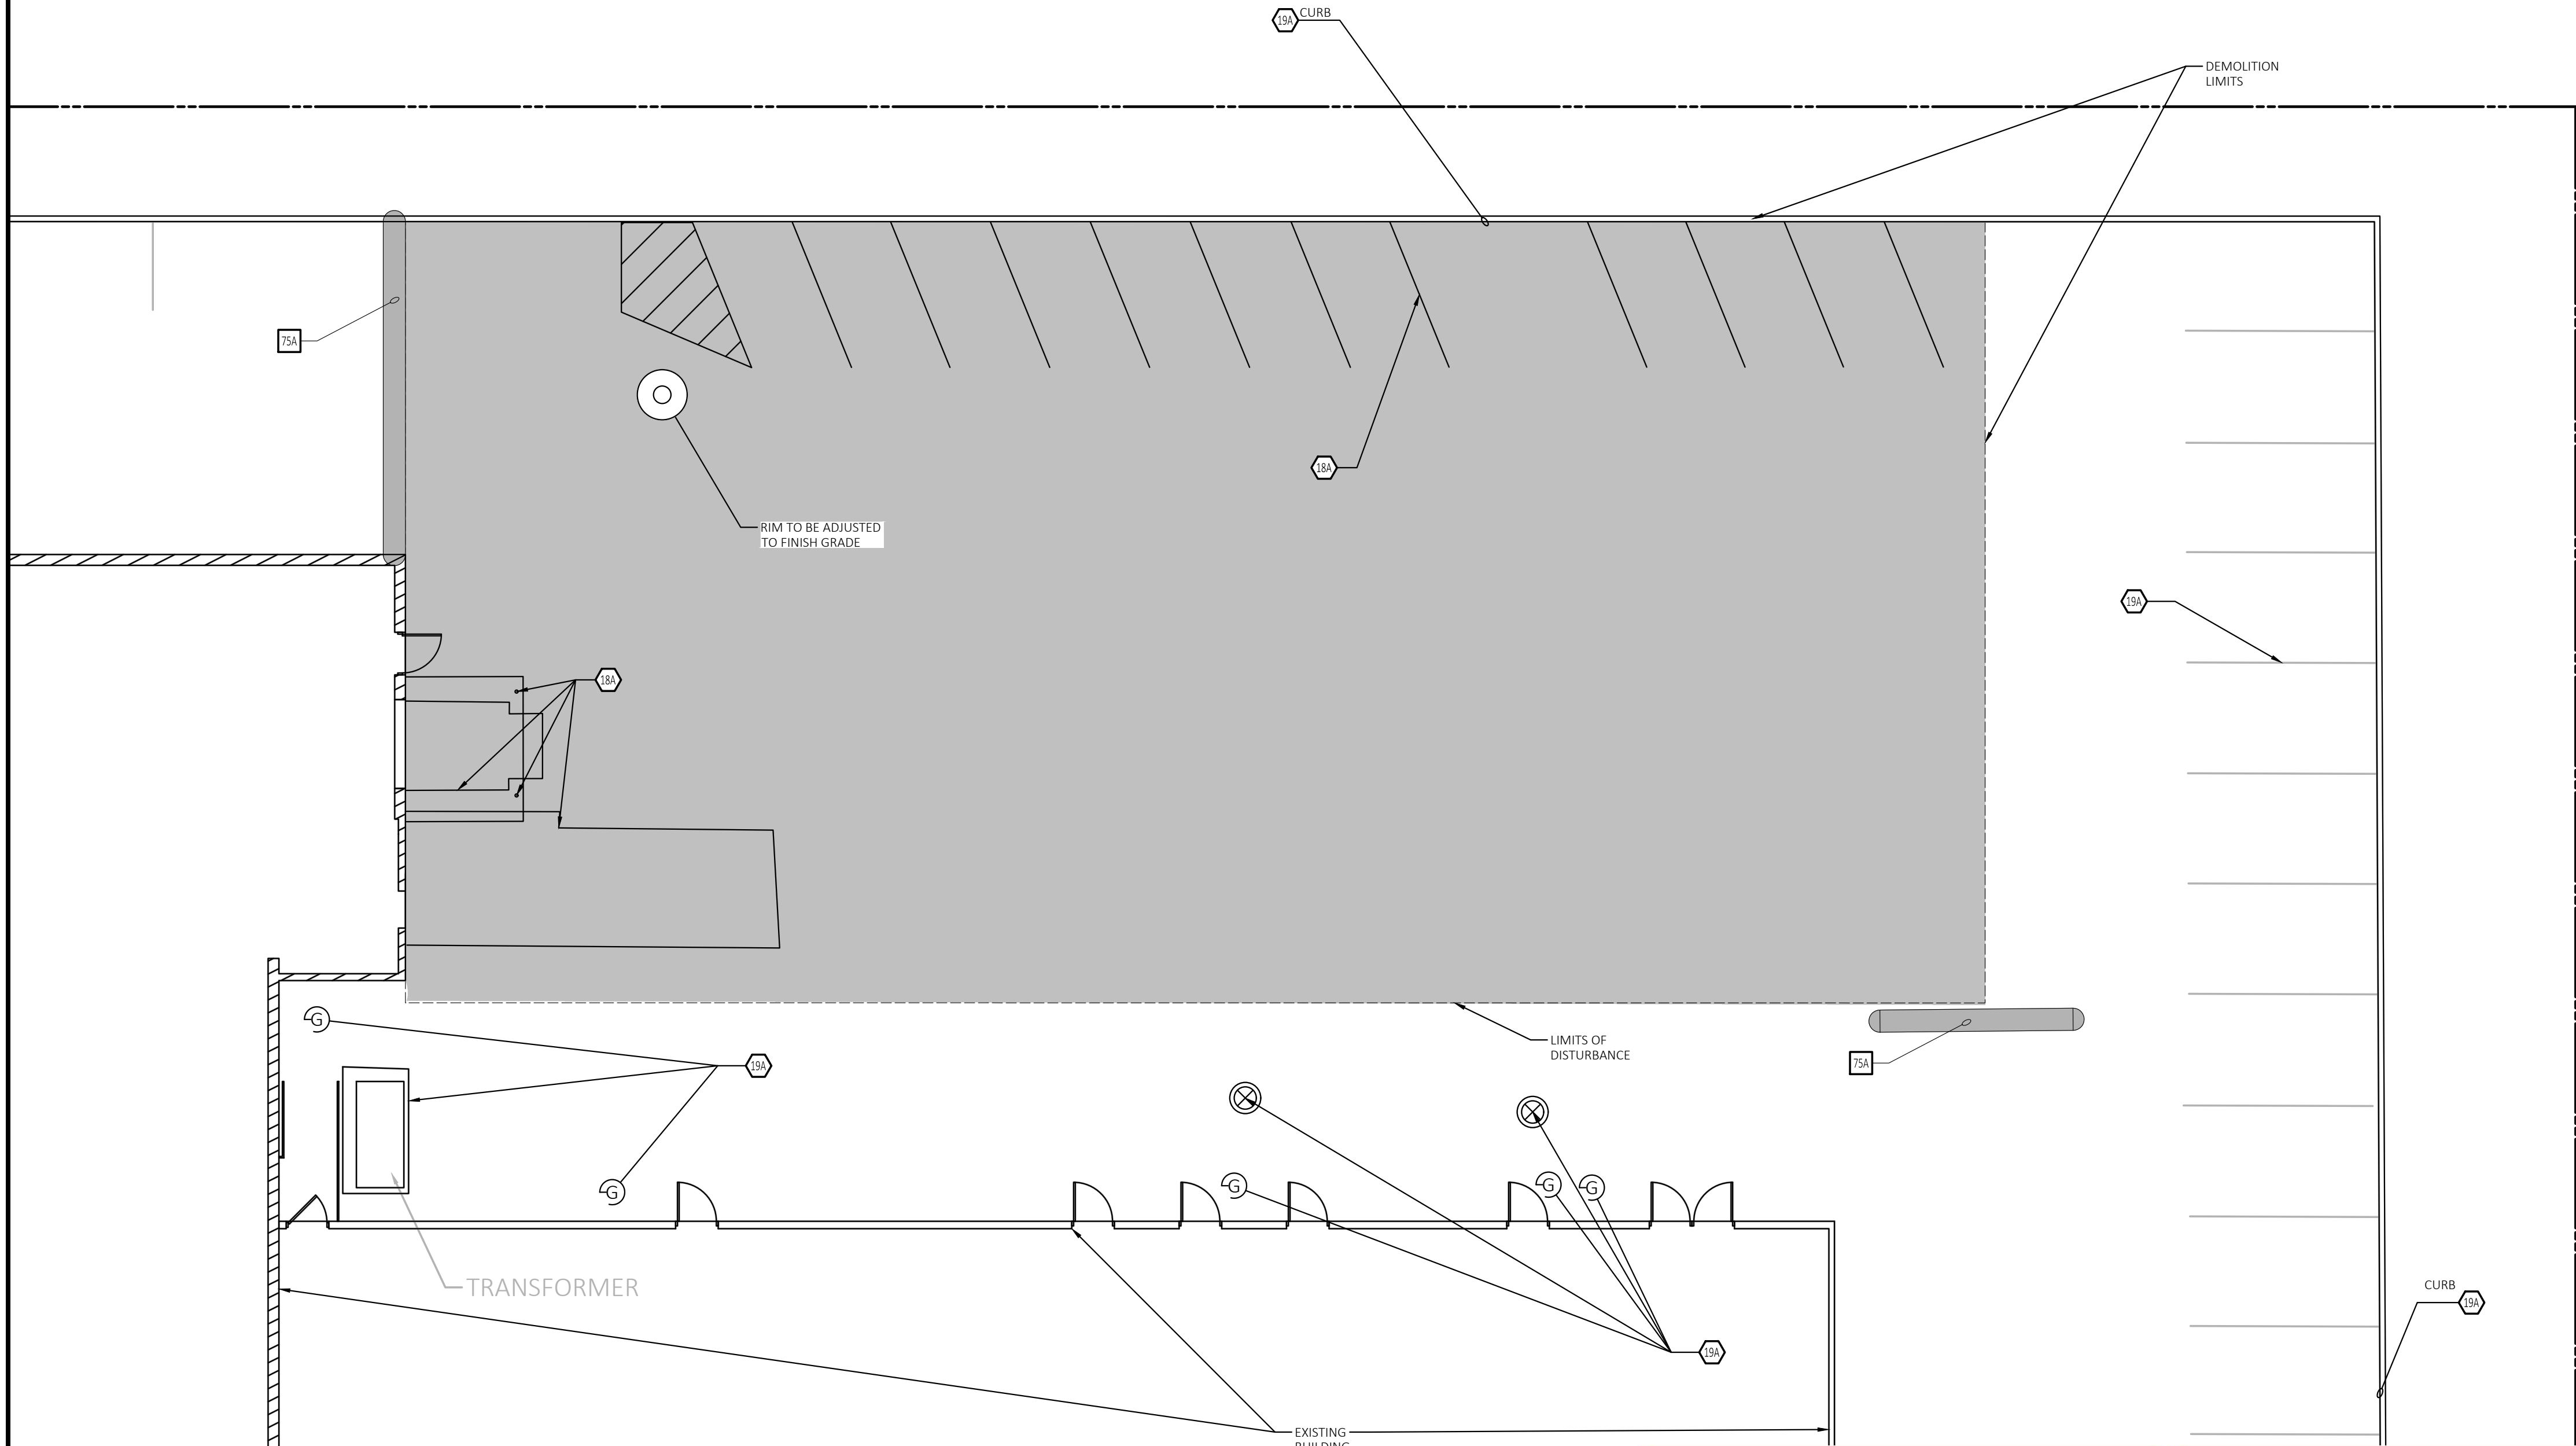 19A
CURB
DEMOLITION
LIMITS
75A
18A
RIM TO BE ADJUSTED
TO FINISH GRADE
19A
18A
G
19A
LIMITS OF
DISTURBANCE
75A
G
G
G
G
TRANSFORMER
CURB
19A
19A
EXISTING
BUILDING